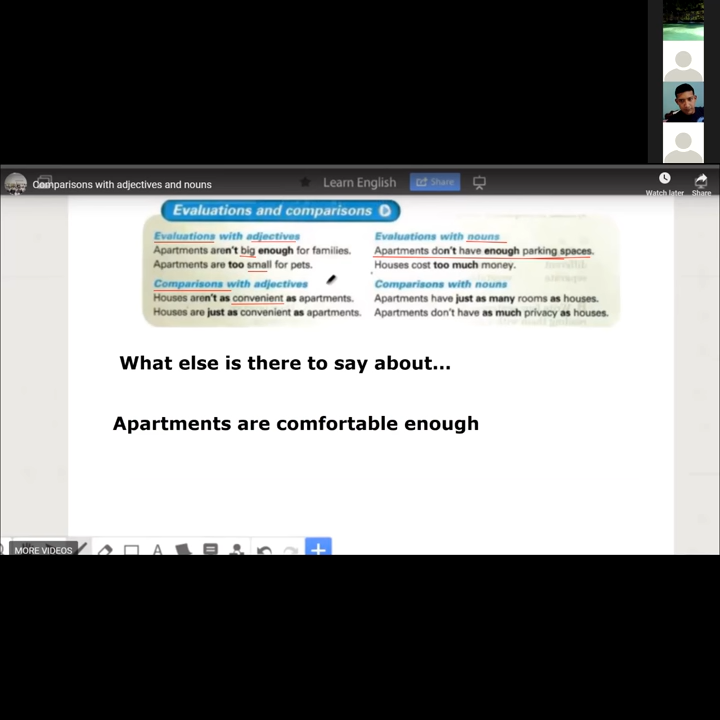 Comparisons with adjectives and nouns
Learn English
Share
Watch later
Share
Evaluations and comparisons
Evaluations with adjectives
Apartments aren't big enough for families.
Apartments are too small for pets.
Comparisons with adjectives
Houses aren't as convenient as apartments.
Houses are just as convenient as apartments.
Evaluations with nouns
Apartments don't have enough parking spaces.
Houses cost too much money.
Comparisons with nouns
Apartments have just as many rooms as houses.
Apartments don't have as much privacy as houses.
What else is there to say about...
Apartments are comfortable enough
MORE VIDEOS
A